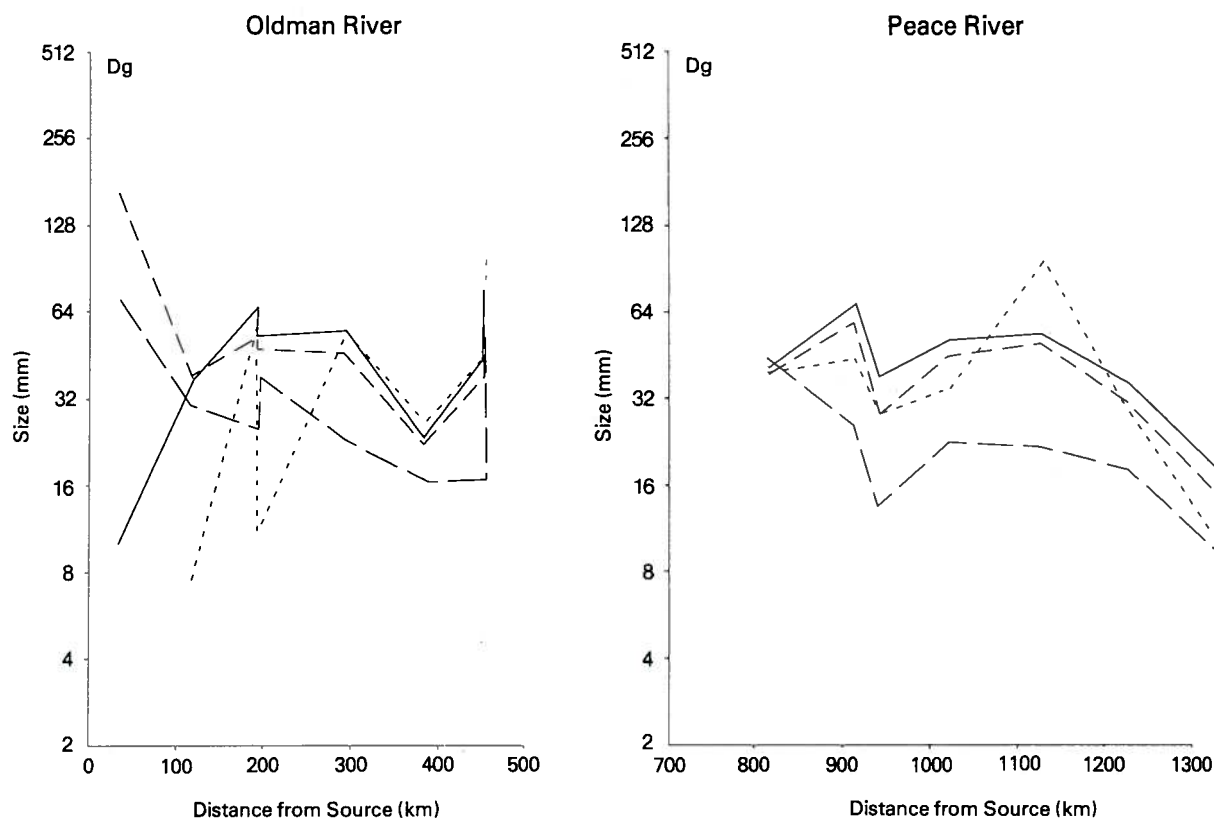 Oldman River
Dg
512
256
128
64
32
16
8
4
2
Size (mm)
0 100 200 300 400 500
Distance from Source (km)
Peace River
Dg
512
256
128
64
32
16
8
4
2
Size (mm)
700 800 900 1000 1100 1200 1300
Distance from Source (km)